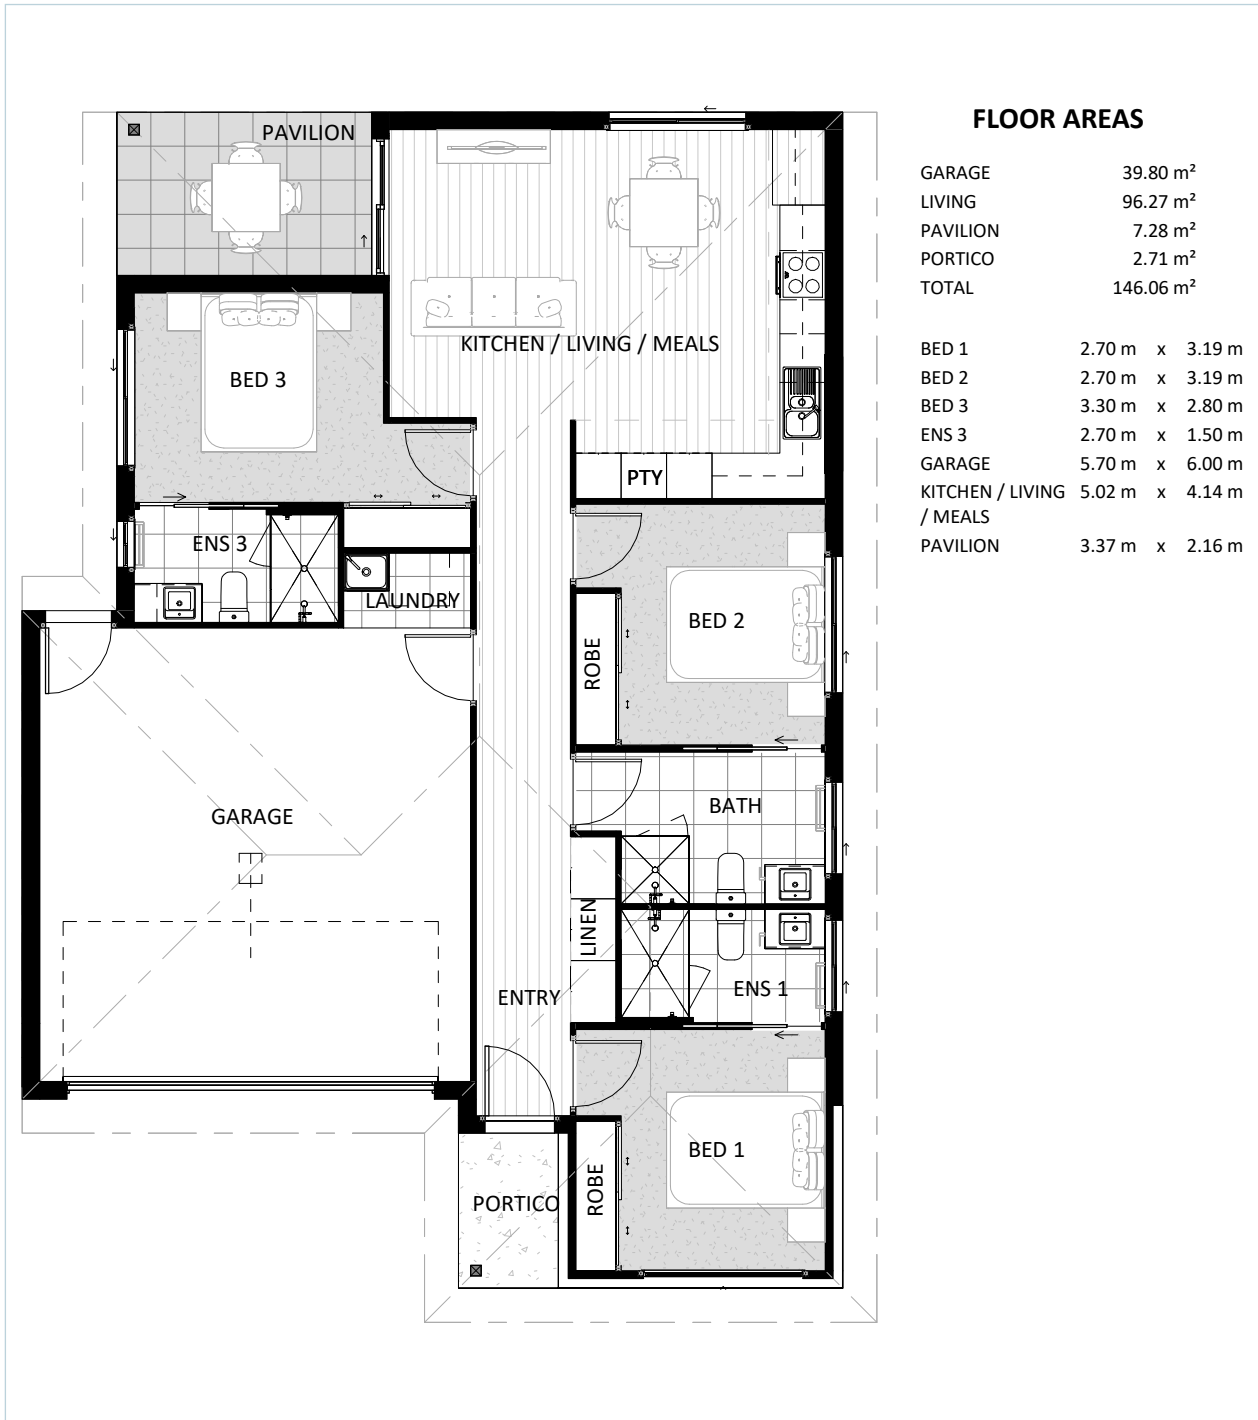 PAVILION
KITCHEN / LIVING / MEALS
BED 3
PTY
ENS 3
LAUNDRY
BED 2
ROBE
GARAGE
BATH
LINEN
ENS 1
ENTRY
BED 1
ROBE
PORTICO
FLOOR AREAS
GARAGE 39.80 m²
LIVING 96.27 m²
PAVILION 7.28 m²
PORTICO 2.71 m²
TOTAL 146.06 m²
BED 1 2.70 m x 3.19 m
BED 2 2.70 m x 3.19 m
BED 3 3.30 m x 2.80 m
ENS 3 2.70 m x 1.50 m
GARAGE 5.70 m x 6.00 m
KITCHEN / LIVING 5.02 m x 4.14 m
/ MEALS
PAVILION 3.37 m x 2.16 m